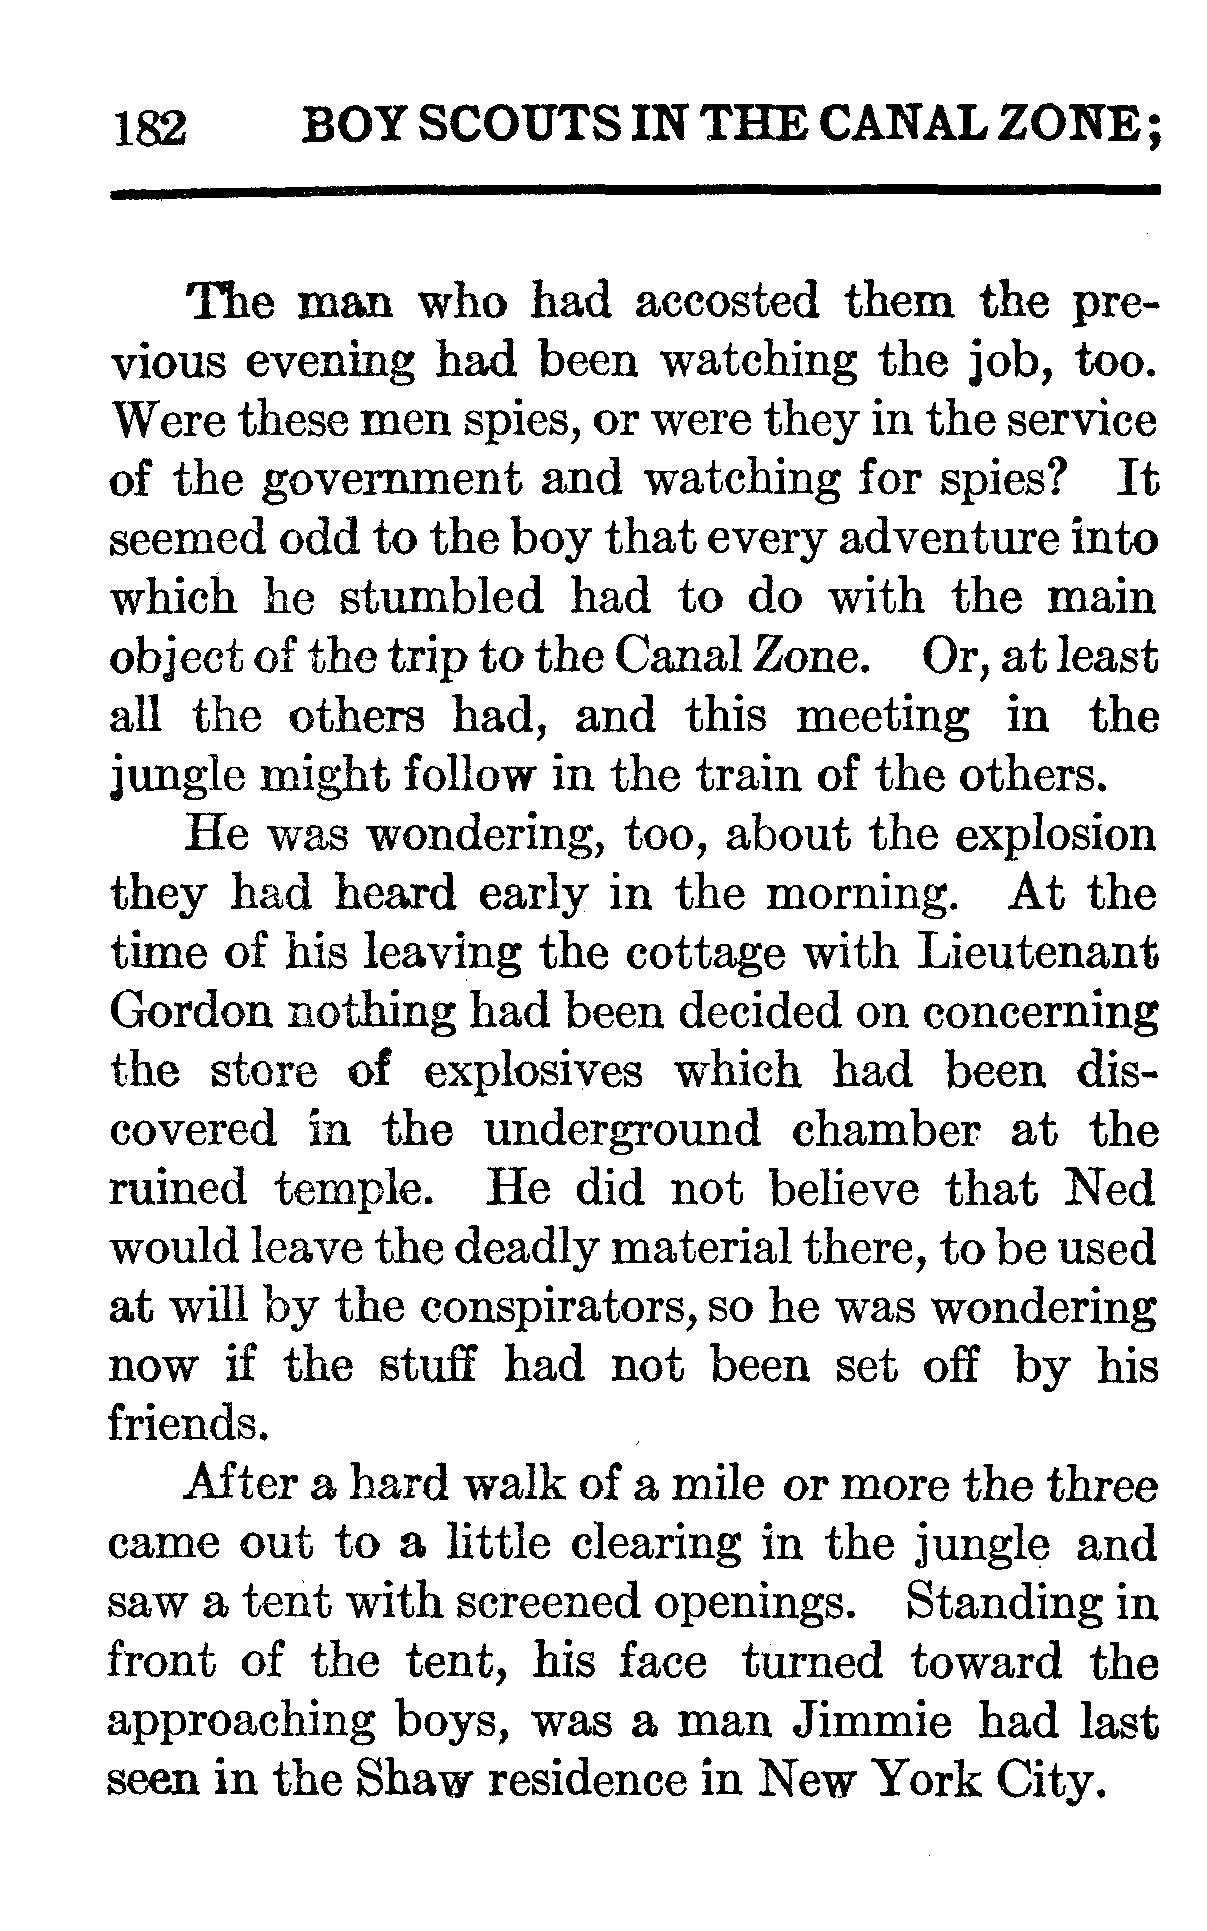 182 BOY SCOUTS IN THE CANAL ZONE;
The man who had accosted them the pre-
vious evening had been watching the job, too.
Were these men spies, or were they in the service
of the government and watching for spies? It
seemed odd to the boy that every adventure into
which he stumbled had to do with the main
object of the trip to the Canal Zone. Or, at least
all the others had, and this meeting in the
jungle might follow in the train of the others.
He was wondering, too, about the explosion
they had heard early in the morning. At the
time of his leaving the cottage with Lieutenant
Gordon nothing had been decided on concerning
the store of explosives which had been dis-
covered in the underground chamber at the
ruined temple. He did not believe that Ned
would leave the deadly material there, to be used
at will by the conspirators, so he was wondering
now if the stuff had not been set off by his
friends.
After a hard walk of a mile or more the three
came out to a little clearing in the jungle and
saw a tent with screened openings. Standing in
front of the tent, his face turned toward the
approaching boys, was a man Jimmie had last
seen in the Shaw residence in New York City.